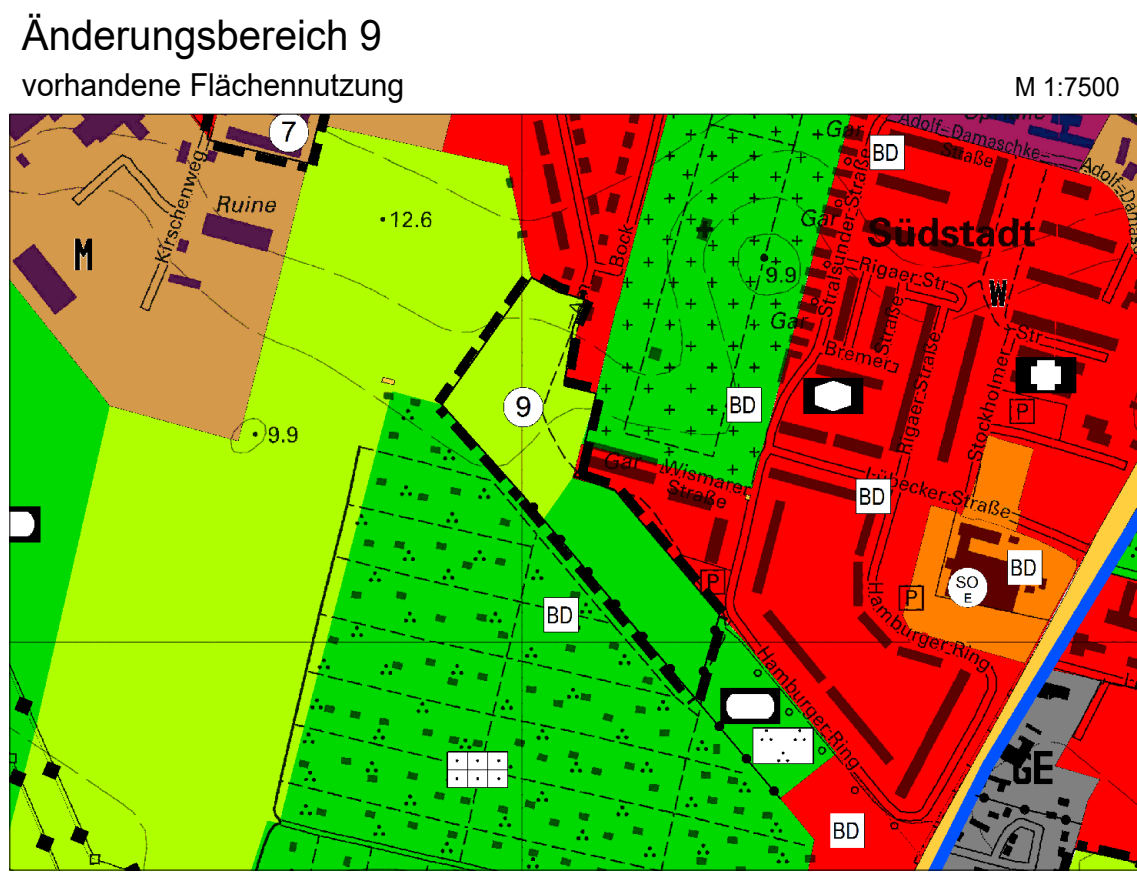 Änderungsbereich 9
vorhandene Flächennutzung
M 1:7500
7
Gar
BD
Adolf-Damaschke-
Straße
Kirschenweg
Ruine
12.6
Bock
Am
Gar
Stralsunder-Straße
Südstadt
M
9.9
Rigaer-Str
W
Gar
Straße
Str
Bremer
Rigaer-Straße
Stockholmer
9
BD
P
9.9
Gar
Wismarer
Straße
BD
Lübecker-Straße
P
BD
SO
E
P
BD
Hamburger-Ring
Hamburger-Ring
GE
BD